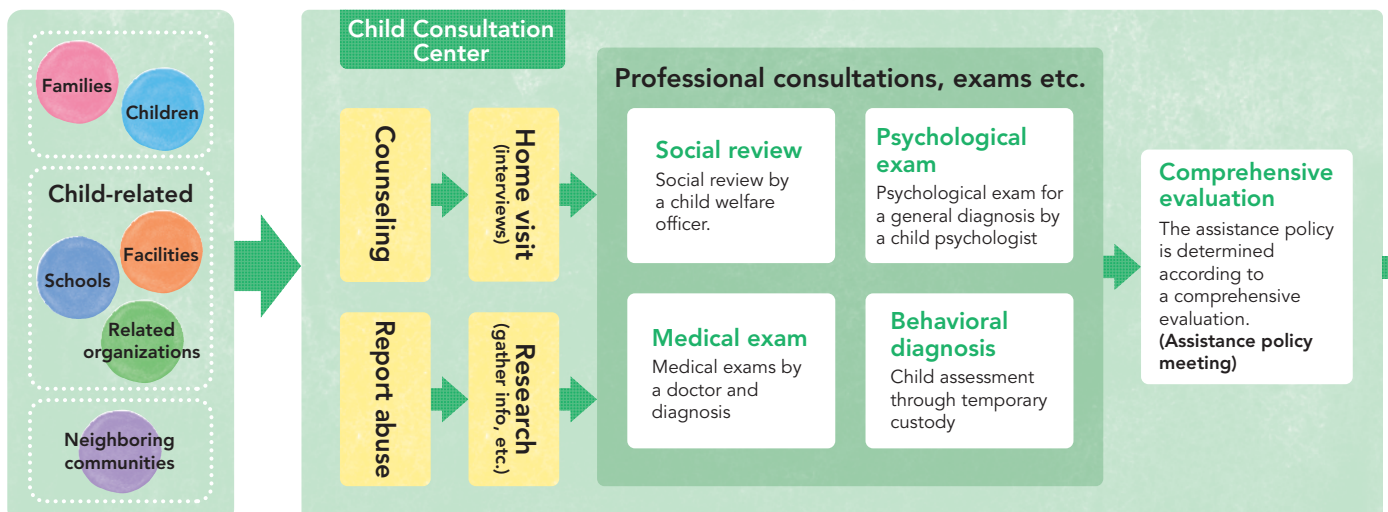 Families
Children
Child-related
Facilities
Schools
Related
organizations
Neighboring
communities
Child Consultation
Center
Counseling
Home visit
(interviews)
Report abuse
Research
(gather info, etc.)
Professional consultations, exams etc.
Social review
Social review by
a child welfare
officer.
Psychological
exam
Psychological exam for
a general diagnosis by
a child psychologist
Medical exam
Medical exams by
a doctor and
diagnosis
Behavioral
diagnosis
Child assessment
through temporary
custody
Comprehensive
evaluation
The assistance policy
is determined
according to
a comprehensive
evaluation.
(Assistance policy
meeting)